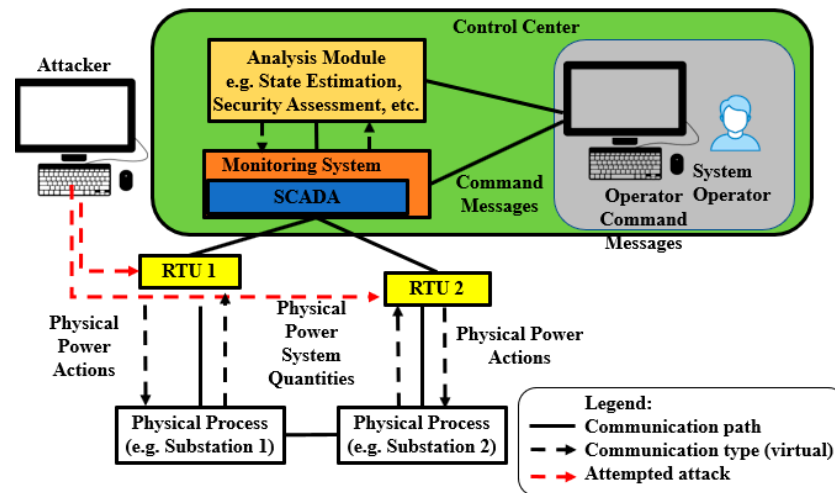 Control Center
Attacker
Analysis Module
e.g. State Estimation,
Security Assessment, etc.
Monitoring System
SCADA
Command
Messages
System
Operator
Operator
Command
Messages
RTU 1
RTU 2
Physical
Power
Actions
Physical
Power
System
Quantities
Physical Power
Actions
Physical Process
(e.g. Substation 1)
Physical Process
(e.g. Substation 2)
Legend:
Communication path
Communication type (virtual)
Attempted attack